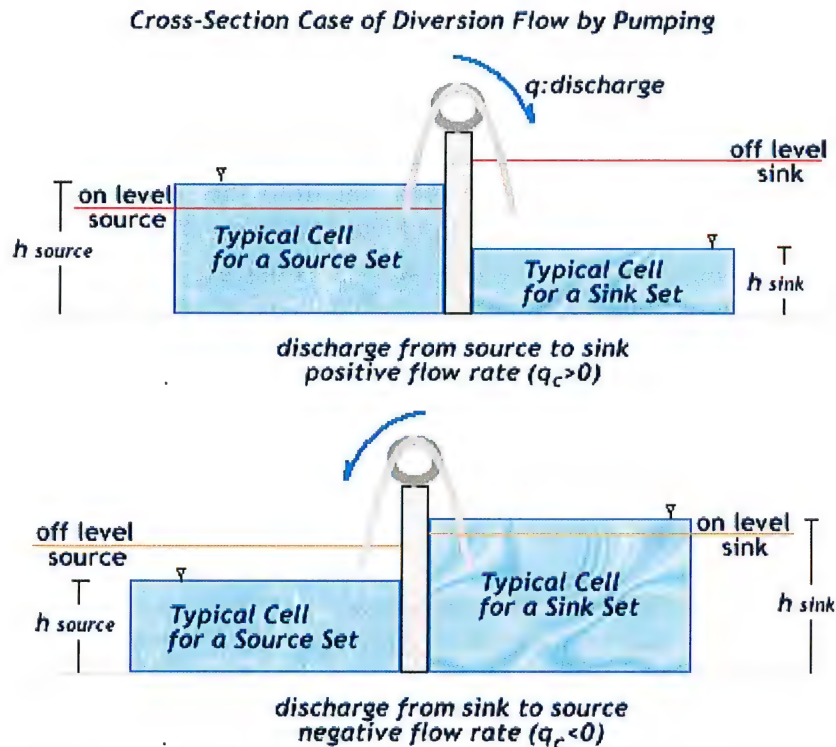 Cross-Section Case of Diversion Flow by Pumping
q:discharge
off level
sink
on level
source
h source
Typical Cell
for a Source Set
Typical Cell
for a Sink Set
h sink
discharge from source to sink
positive flow rate (qc>0)
off level
source
on level
sink
h source
Typical Cell
for a Source Set
Typical Cell
for a Sink Set
h sink
discharge from sink to source
negative flow rate (qc<0)